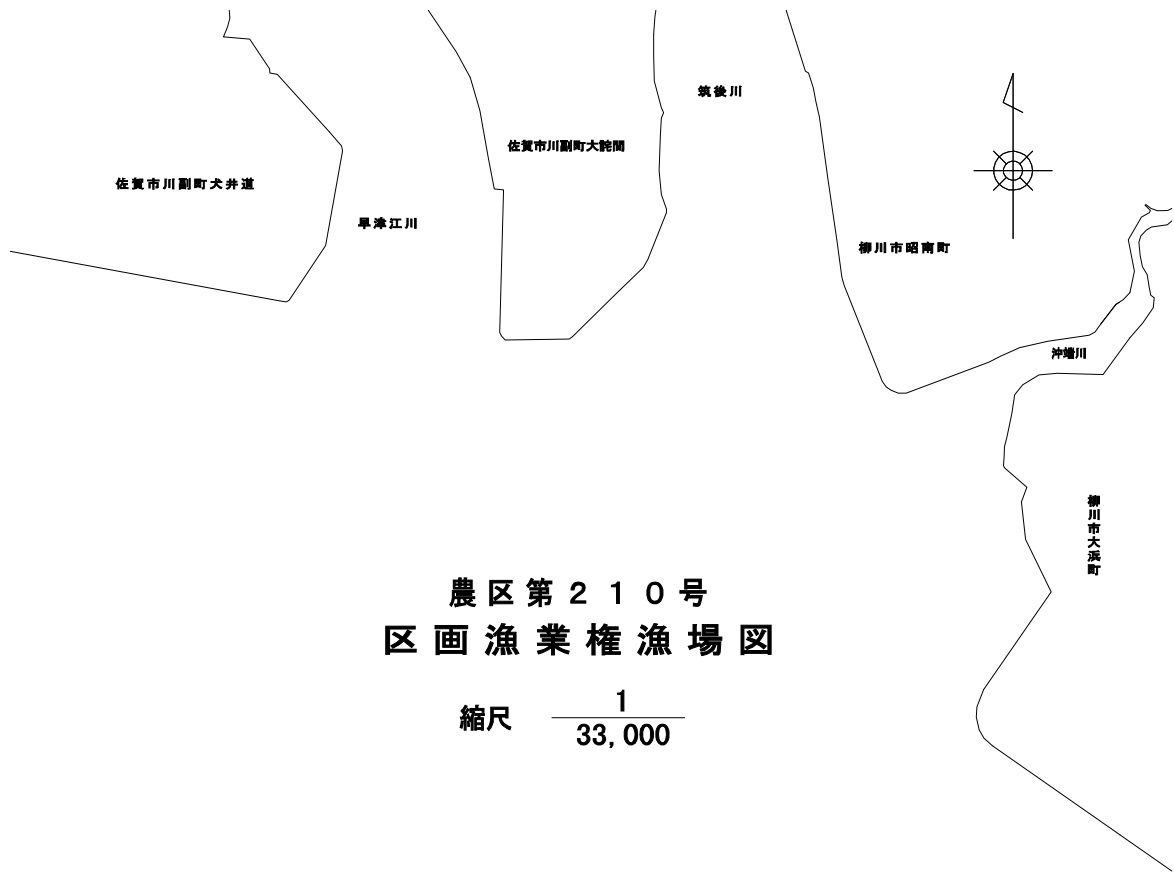 筑後川
佐賀市川副町大詫間
佐賀市川副町犬井道
早津江川
柳川市昭南町
沖端川
柳川市大浜町
農区第２１０号
区画漁業権漁場図
縮尺 1
33,000